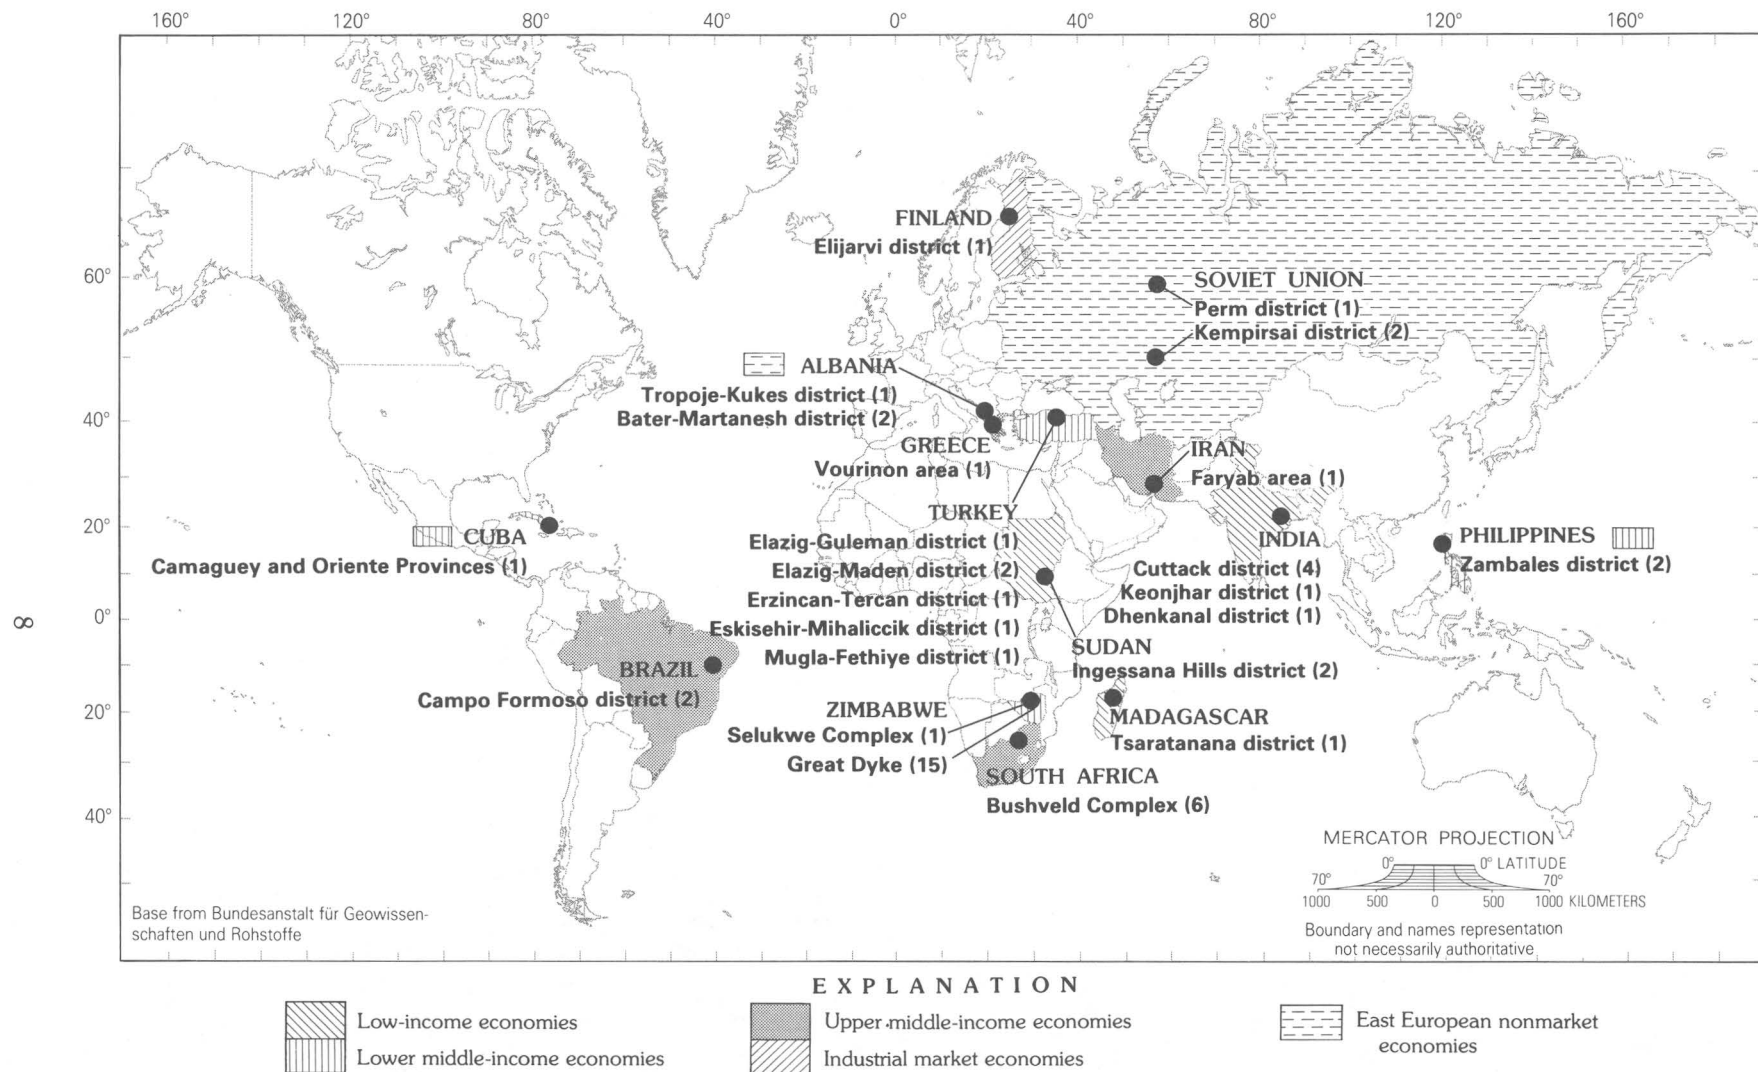 160° 120° 80° 40° 0° 40° 80° 120° 160°
60°
40°
20°
0°
20°
40°
8
FINLAND
Elijarvi district (1)
SOVIET UNION
Perm district (1)
Kempirsai district (2)
ALBANIA
Tropoje-Kukes district (1)
Bater-Martanesh district (2)
GREECE
Vourinon area (1)
IRAN
Faryab area (1)
TURKEY
Elazig-Guleman district (1)
Elazig-Maden district (2)
Erzincan-Tercan district (1)
Eskisehir-Mihaliccik district (1)
Mugla-Fethiye district (1)
CUBA
Camaguey and Oriente Provinces (1)
INDIA
Cuttack district (4)
Keonjhar district (1)
Dhenkanal district (1)
PHILIPPINES
Zambales district (2)
SUDAN
Ingessana Hills district (2)
BRAZIL
Campo Formoso district (2)
ZIMBABWE
Selukwe Complex (1)
Great Dyke (15)
MADAGASCAR
Tsaratanana district (1)
SOUTH AFRICA
Bushveld Complex (6)
MERCATOR PROJECTION
0° 0° LATITUDE
70° 70°
1000 500 0 500 1000 KILOMETERS
Boundary and names representation
not necessarily authoritative
Base from Bundesanstalt für Geowissen-
schaften und Rohstoffe
EXPLANATION
Low-income economies
Lower middle-income economies
Upper middle-income economies
Industrial market economies
East European nonmarket
economies